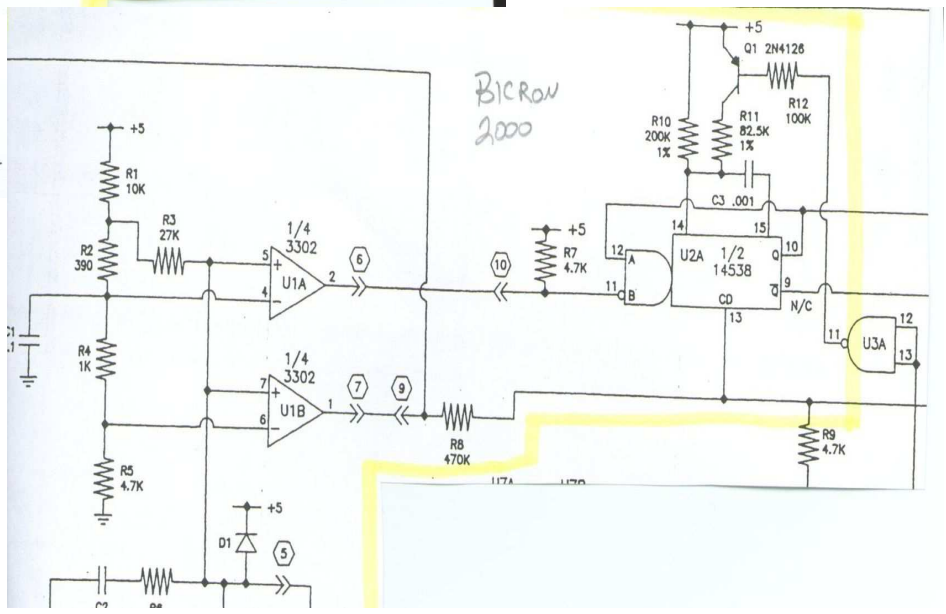 BICRON
2000
+5
Q1 2N4126
R12
100K
R10
200K
1%
R11
82.5K
1%
C3 .001
+5
R1
10K
R3
27K
R2
390
1/4
3302
5
+
U1A
2
4
-
6
10
+5
R7
4.7K
12
A
11
B
14
15
U2A
1/2
14538
Q
10
Q
9
N/C
CD
13
11
U3A
12
13
C1
.1
R4
1K
1/4
3302
7
+
U1B
1
6
-
7
9
R8
470K
R9
4.7K
R5
4.7K
+5
D1
5